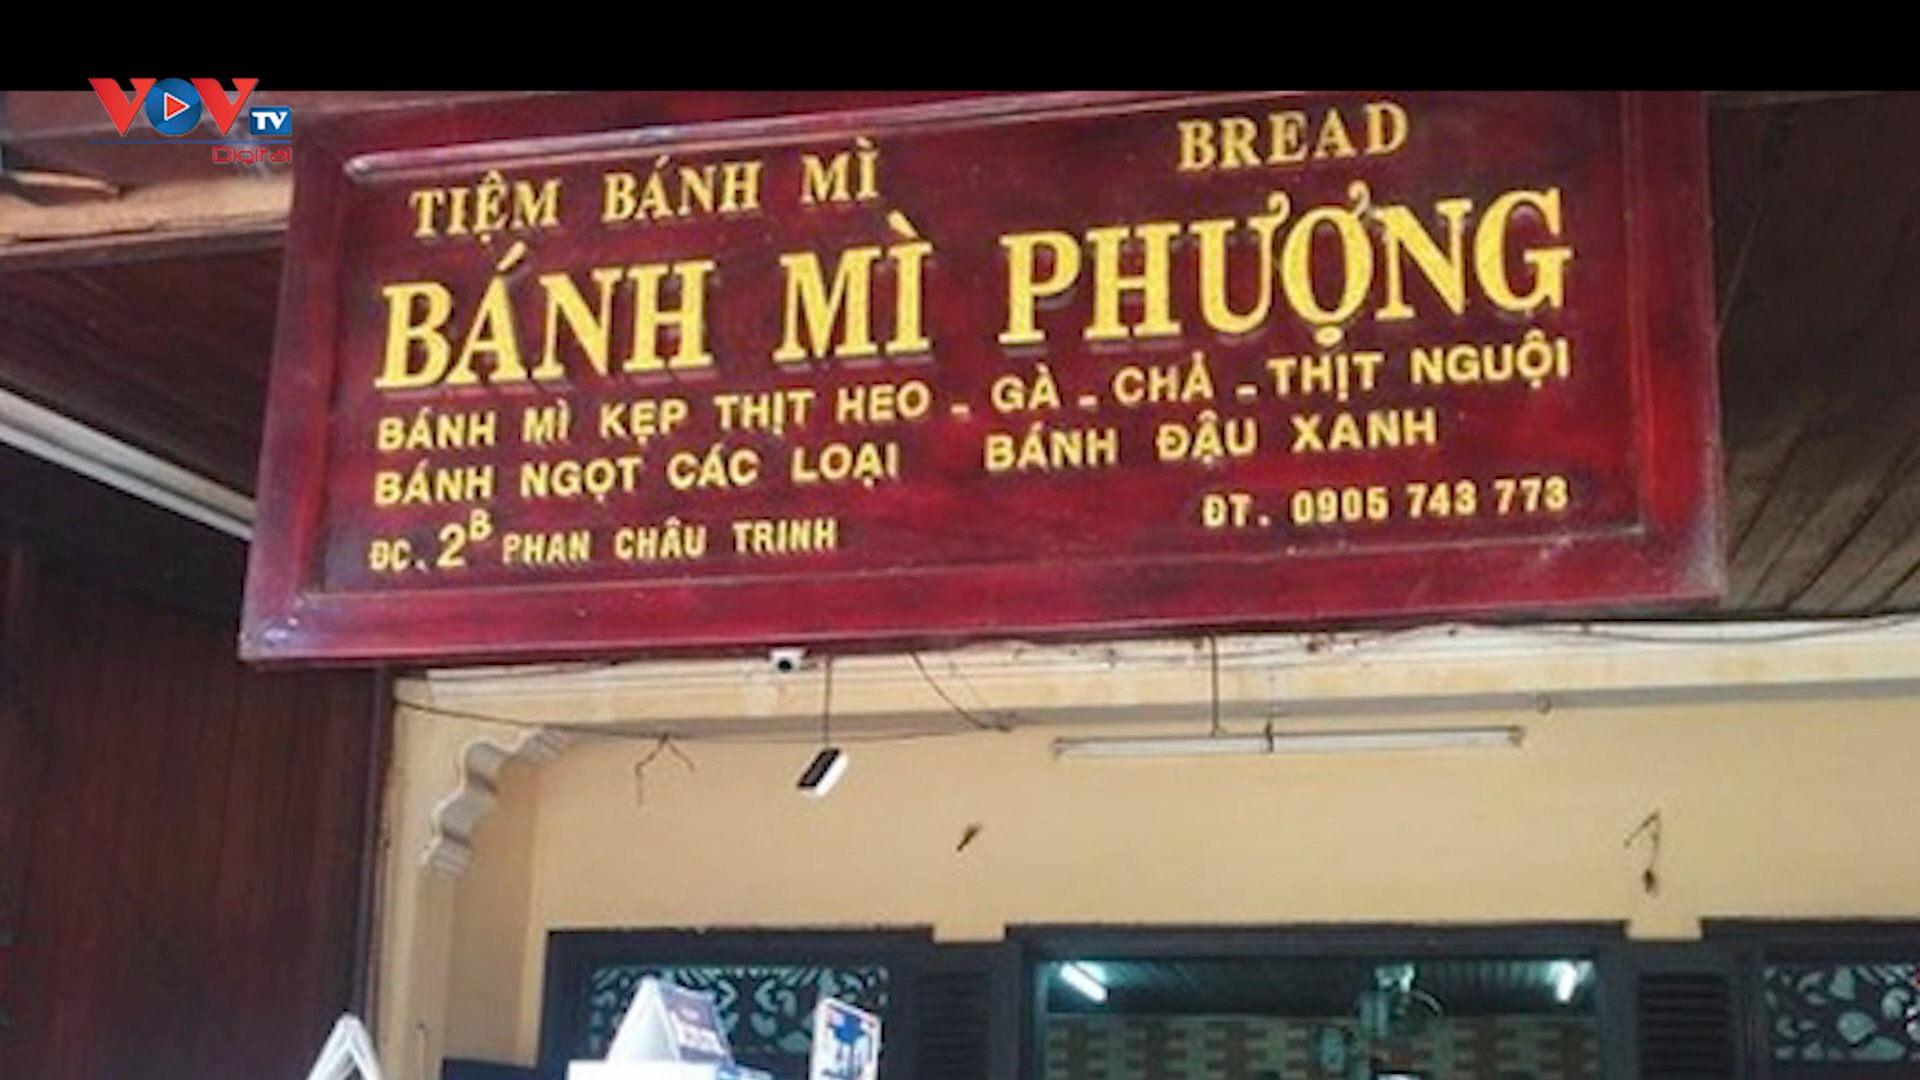 VOV TV
Digital
TIỆM BÁNH MÌ BREAD
BÁNH MÌ PHƯỢNG
BÁNH MÌ KẸP THỊT HEO - GÀ - CHẢ - THỊT NGUỘI
BÁNH NGỌT CÁC LOẠI BÁNH ĐẬU XANH
ĐC. 2B PHAN CHÂU TRINH ĐT. 0905 743 773